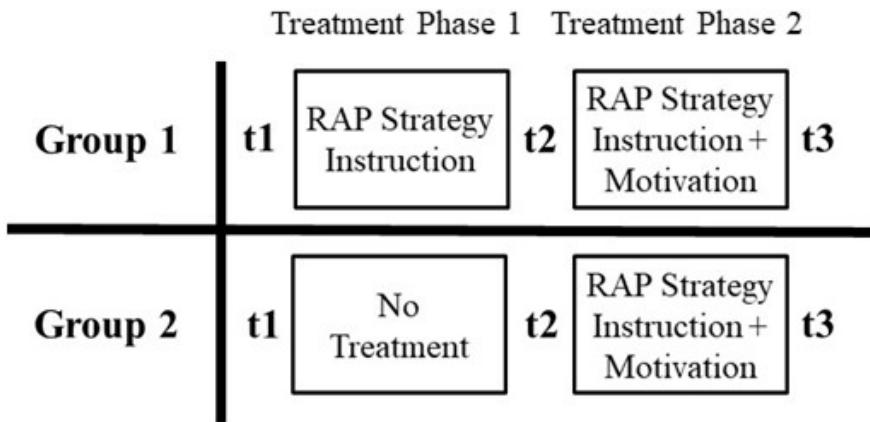 Treatment Phase 1 Treatment Phase 2
Group 1 t1 RAP Strategy Instruction t2 RAP Strategy Instruction + Motivation t3
Group 2 t1 No Treatment t2 RAP Strategy Instruction + Motivation t3